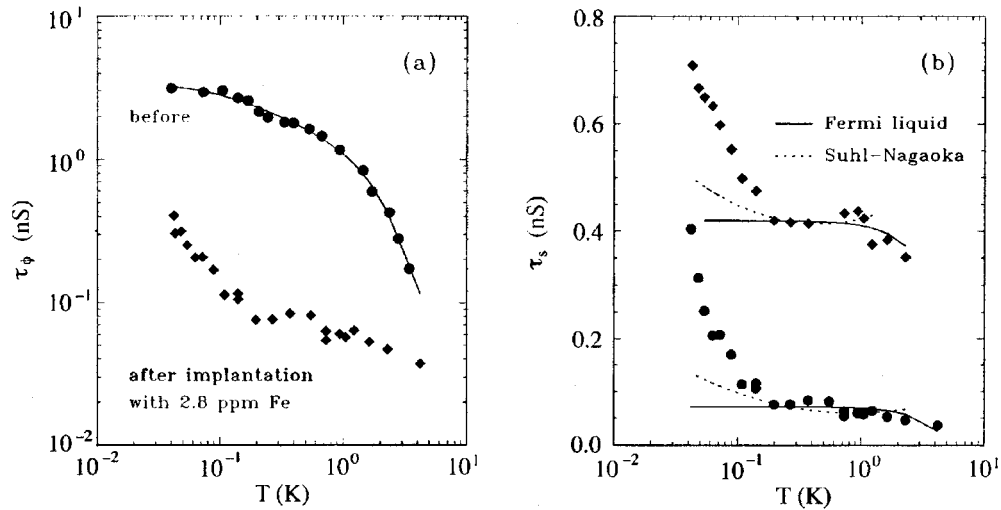 10¹
(a)
before
10⁰
τϕ (nS)
10⁻¹
after implantation
with 2.8 ppm Fe
10⁻²
10⁻²
10⁻¹
10⁰
10¹
T (K)
0.8
(b)
0.6
Fermi liquid
Suhl-Nagaoka
τs (nS)
0.4
0.2
0.0
10⁻²
10⁻¹
10⁰
10¹
T (K)